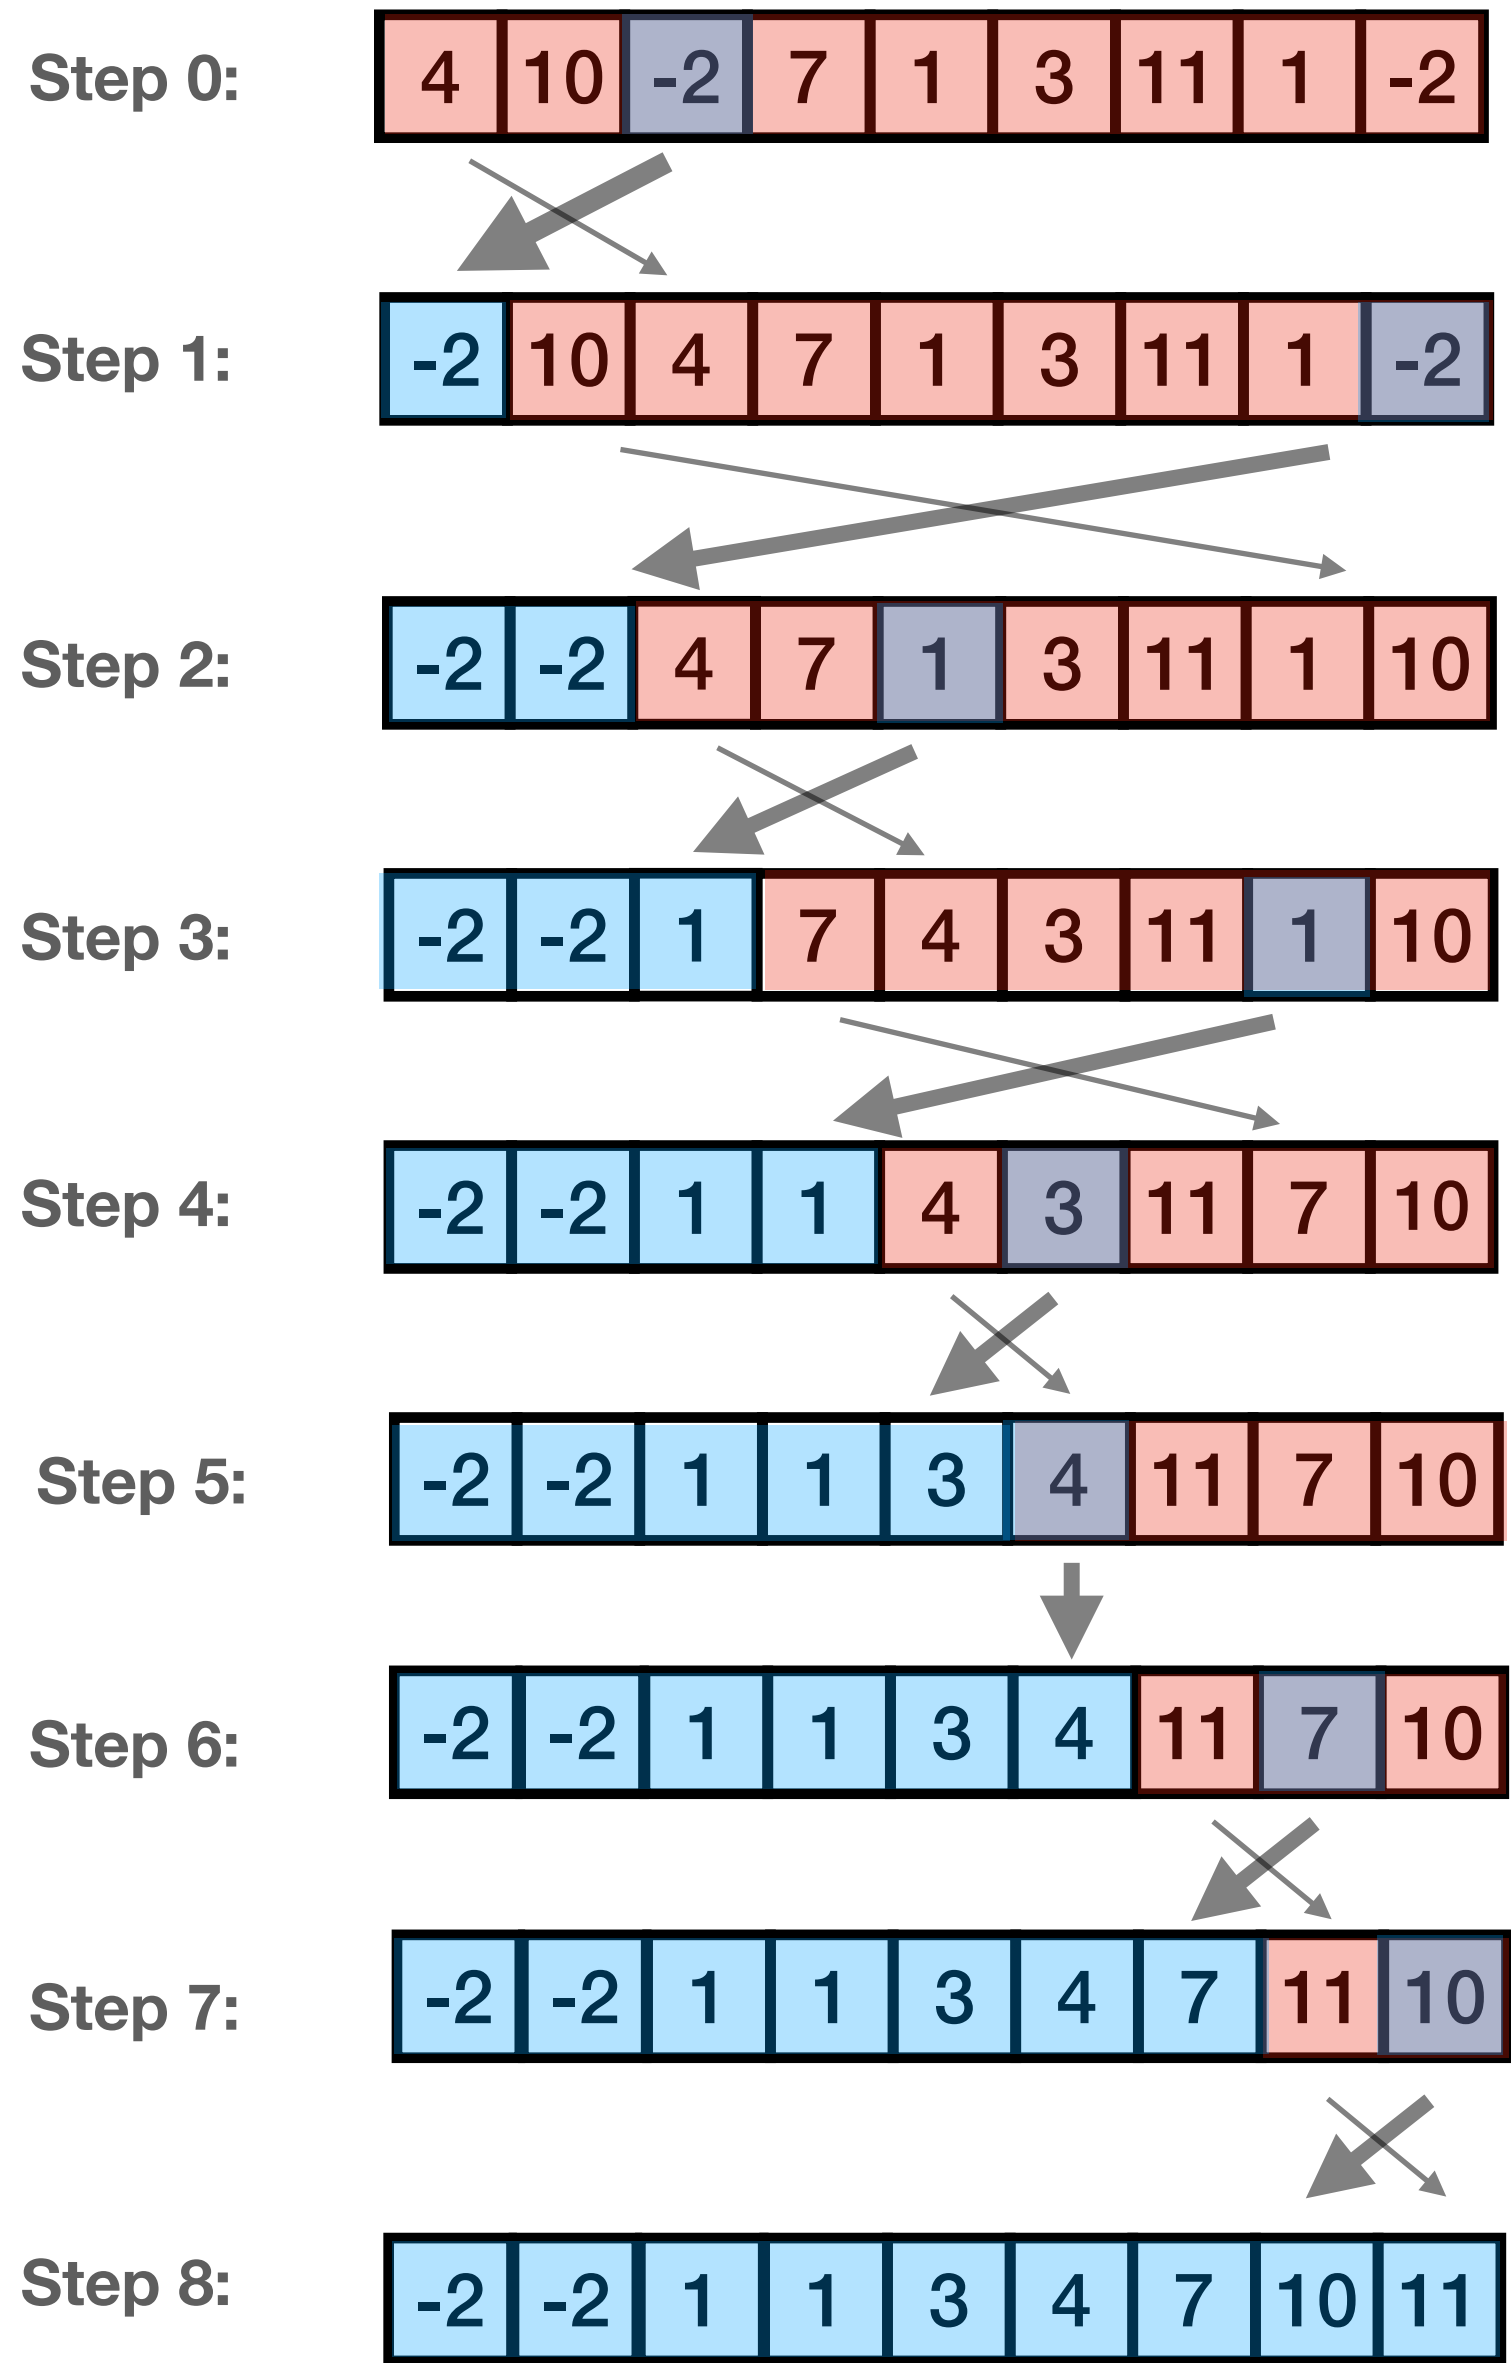 Step 0: 4 10 -2 7 1 3 11 1 -2
Step 1: -2 10 4 7 1 3 11 1 -2
Step 2: -2 -2 4 7 1 3 11 1 10
Step 3: -2 -2 1 7 4 3 11 1 10
Step 4: -2 -2 1 1 4 3 11 7 10
Step 5: -2 -2 1 1 3 4 11 7 10
Step 6: -2 -2 1 1 3 4 11 7 10
Step 7: -2 -2 1 1 3 4 7 11 10
Step 8: -2 -2 1 1 3 4 7 10 11